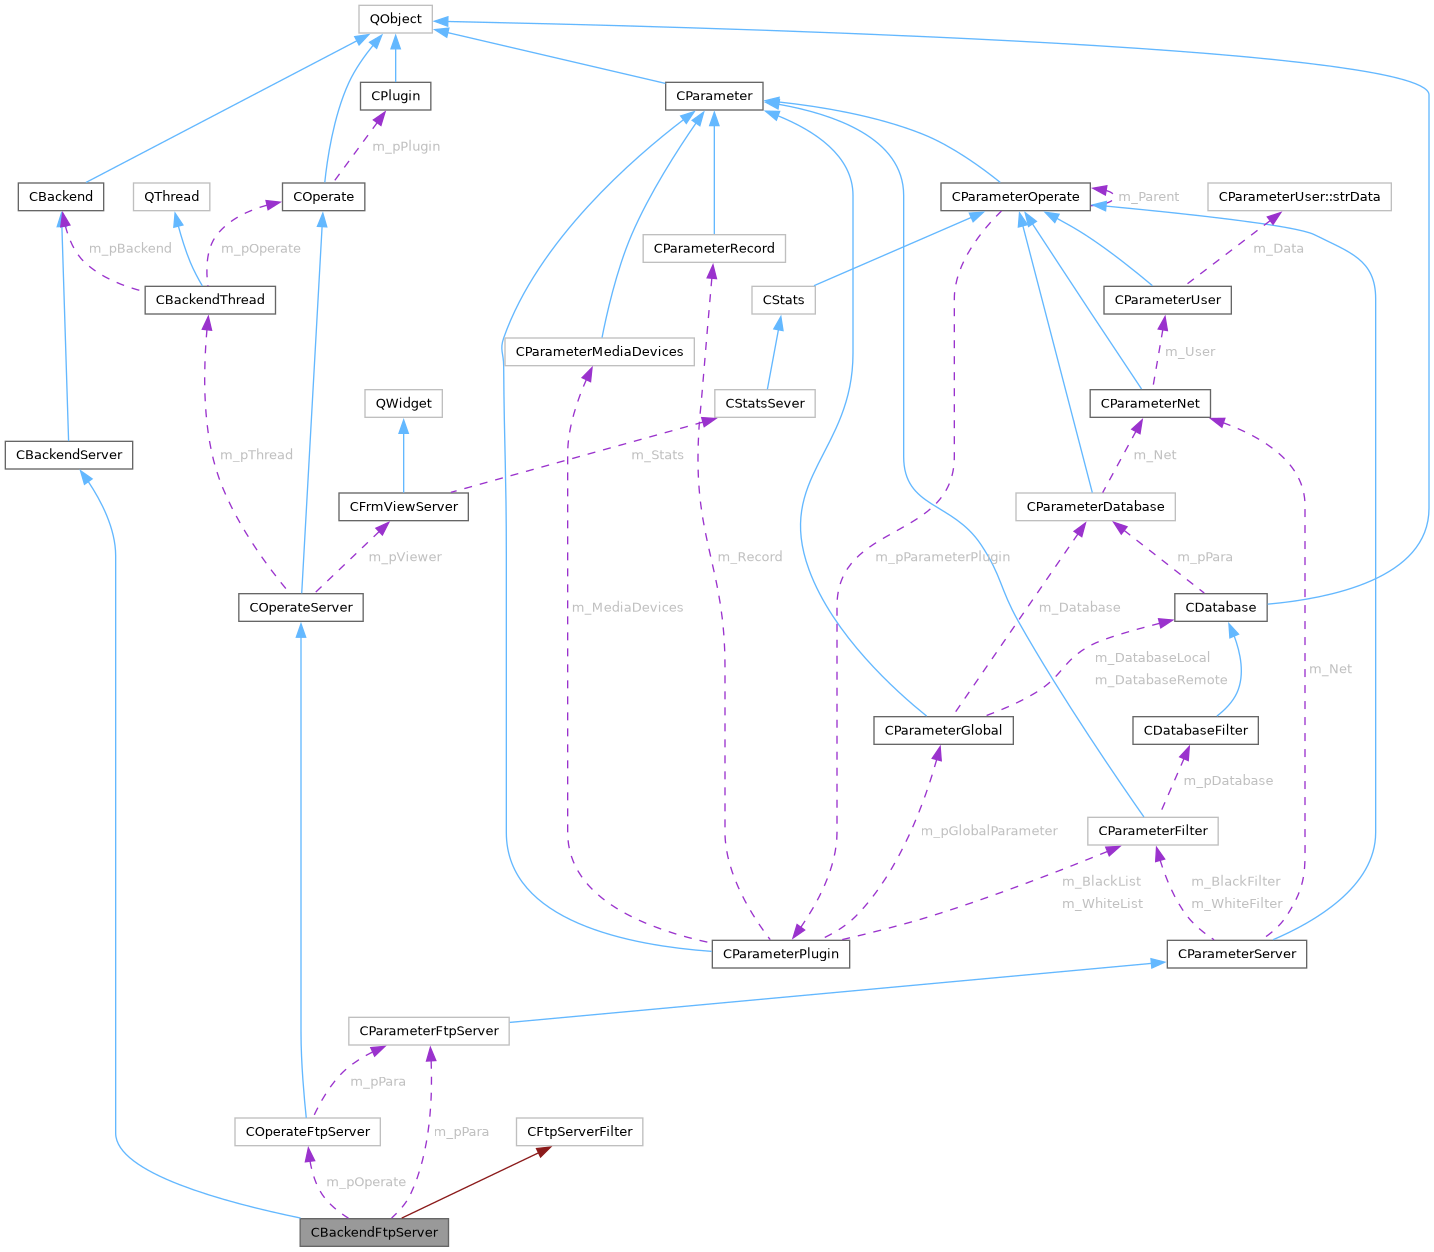 QObject
CPlugin
CParameter
m_pPlugin
CBackend
QThread
COperate
CParameterOperate
m_Parent
CParameterUser::strData
m_pBackend
m_pOperate
CParameterRecord
m_Data
CBackendThread
CStats
CParameterUser
CParameterMediaDevices
m_User
QWidget
CStatsSever
CParameterNet
CBackendServer
m_pThread
m_Stats
m_Net
CFrmViewServer
CParameterDatabase
m_pViewer
m_Record
m_pParameterPlugin
m_pPara
COperateServer
m_MediaDevices
m_Database
CDatabase
m_DatabaseLocal
m_DatabaseRemote
m_Net
CParameterGlobal
CDatabaseFilter
m_pDatabase
m_pGlobalParameter
CParameterFilter
m_BlackList
m_WhiteList
m_BlackFilter
m_WhiteFilter
CParameterPlugin
CParameterServer
CParameterFtpServer
m_pPara
COperateFtpServer
m_pPara
CFtpServerFilter
m_pOperate
CBackendFtpServer